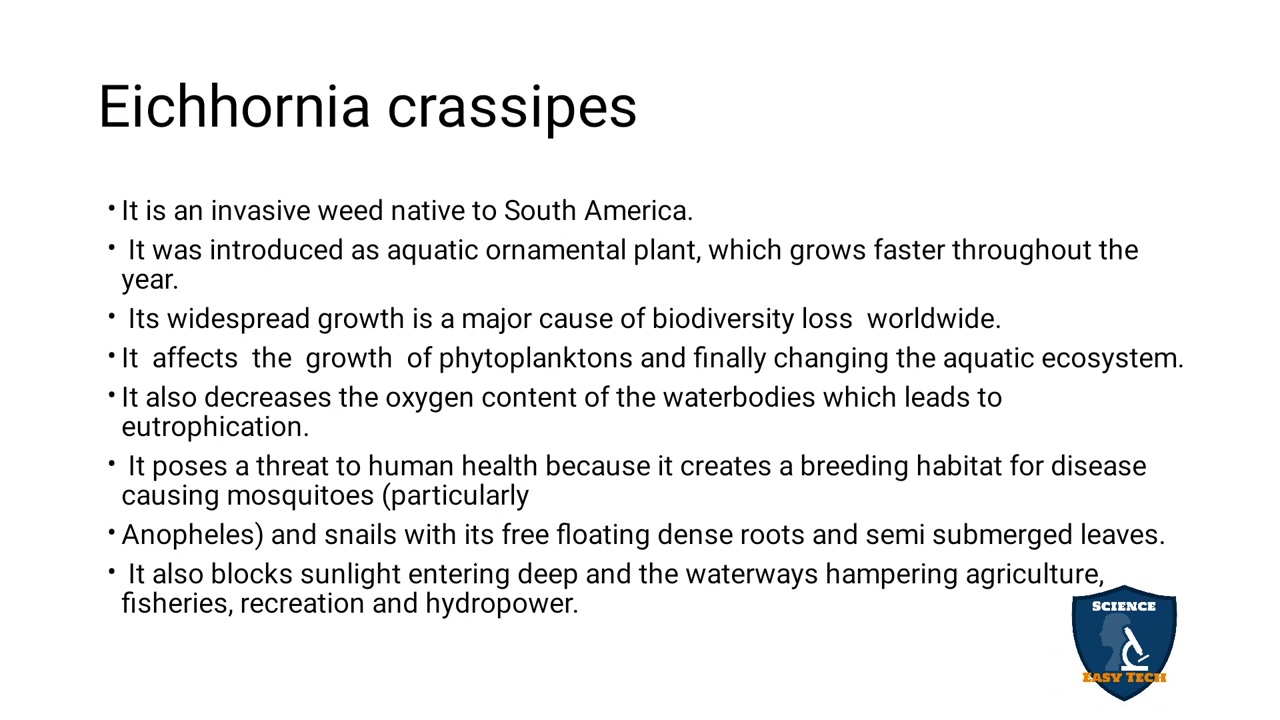 Eichhornia crassipes
• It is an invasive weed native to South America.
• It was introduced as aquatic ornamental plant, which grows faster throughout the
year.
• Its widespread growth is a major cause of biodiversity loss  worldwide.
• It  affects  the  growth  of phytoplanktons and finally changing the aquatic ecosystem.
• It also decreases the oxygen content of the waterbodies which leads to
eutrophication.
• It poses a threat to human health because it creates a breeding habitat for disease
causing mosquitoes (particularly
• Anopheles) and snails with its free floating dense roots and semi submerged leaves.
• It also blocks sunlight entering deep and the waterways hampering agriculture,
fisheries, recreation and hydropower.
SCIENCE
EASY TECH